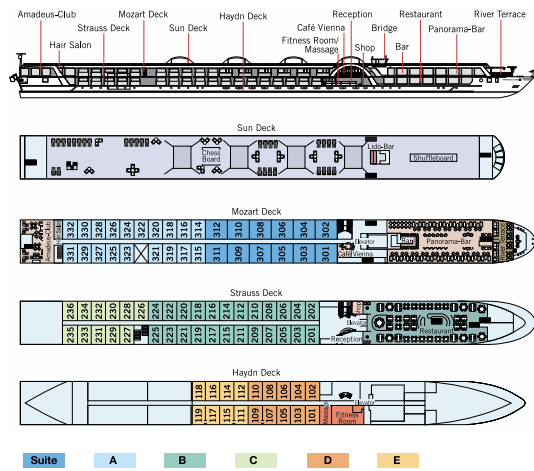 Amadeus-Club
Hair Salon
Strauss Deck
Mozart Deck
Sun Deck
Haydn Deck
Café Vienna
Fitness Room/
Massage
Reception
Shop
Bridge
Bar
Restaurant
Panorama-Bar
River Terrace
Sun Deck
Chess
Board
Lido-Bar
Shuffleboard
Mozart Deck
Amadeus-Club
Hair Salon
332 330 328 326 324 322 320 318 316 314 312 310 308 306 304 302
331 329 327 325 323 321 319 317 315 311 309 307 305 303 301
Elevator
Café Vienna
Bar
Panorama-Bar
Strauss Deck
236 234 232 230 228 226 224 222 220 218 216 214 212 210 208 206 204 202
235 233 231 229 227 225 223 221 219 217 215 211 209 207 205 203 201
Shop
Elevator
Reception
Restaurant
Haydn Deck
118 116 114 112 110 108 106 104 102
119 117 115 111 109 107 105 103 101
Massage
Elevator
Fitness
Room
Suite A B C D E